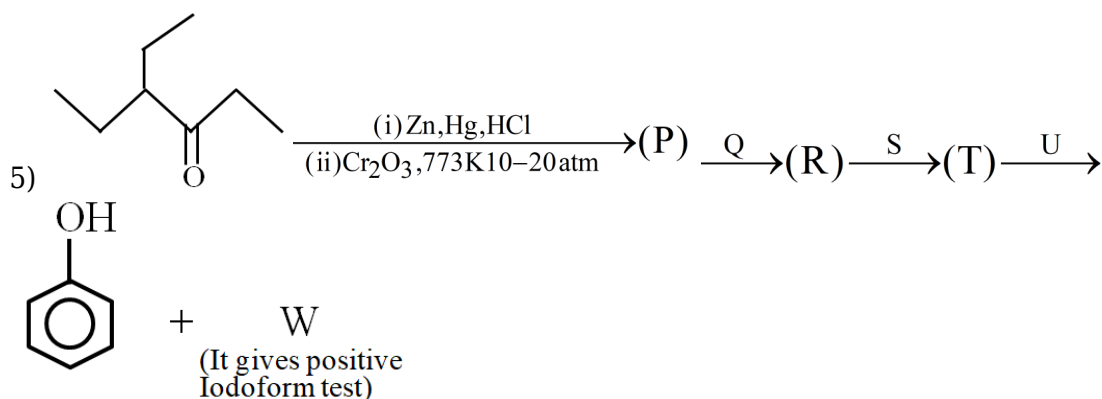 O
(i)Zn,Hg,HCl
(ii)Cr₂O₃,773K10–20atm
(P) Q (R) S (T) U
5)
OH
+ W
(It gives positive
Iodoform test)